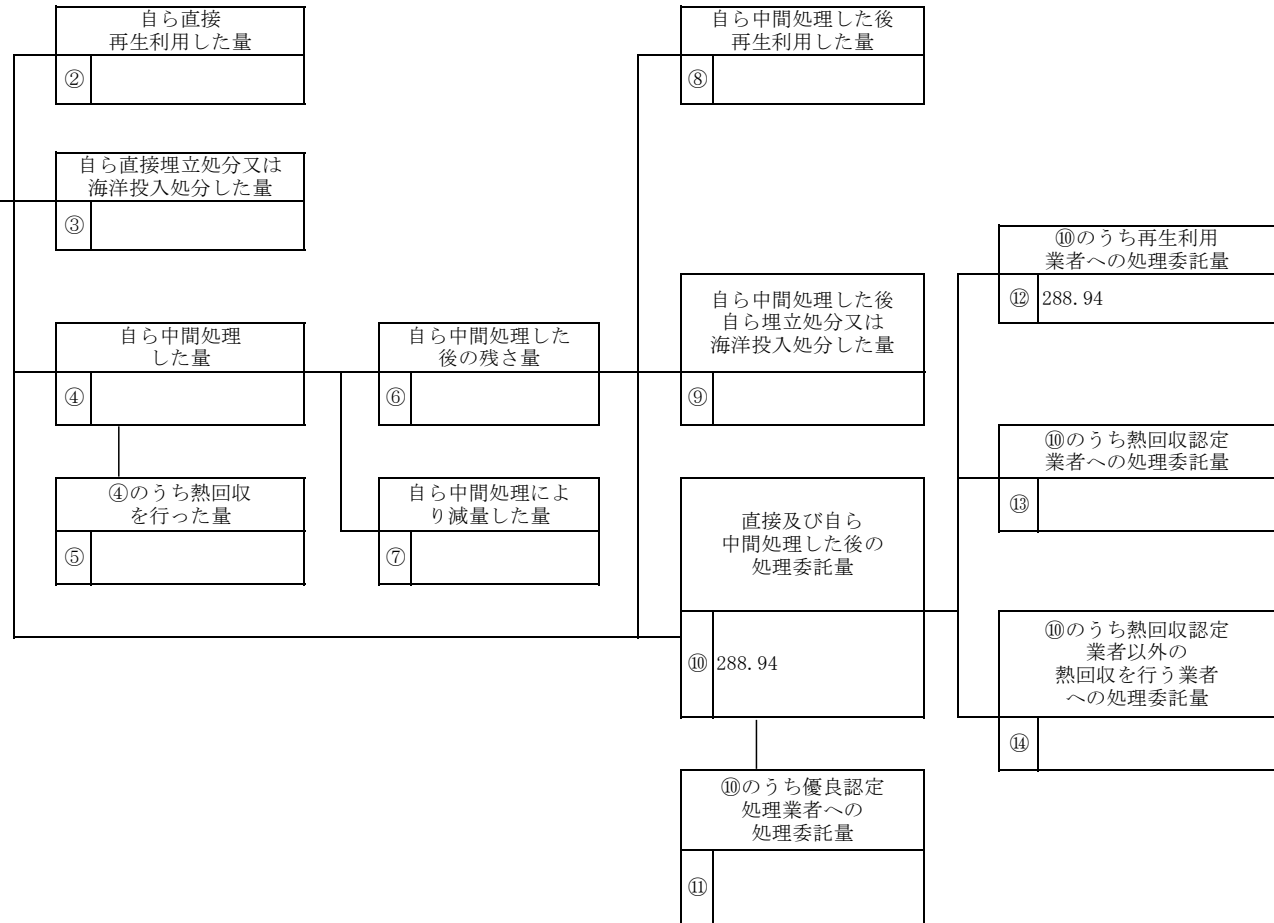 自ら直接
再生利用した量
②
自ら直接埋立処分又は
海洋投入処分した量
③
自ら中間処理
した量
④
④のうち熱回収
を行った量
⑤
自ら中間処理した
後の残さ量
⑥
自ら中間処理によ
り減量した量
⑦
自ら中間処理した後
再生利用した量
⑧
自ら中間処理した後
自ら埋立処分又は
海洋投入処分した量
⑨
直接及び自ら
中間処理した後の
処理委託量
⑩ 288.94
⑩のうち優良認定
処理業者への
処理委託量
⑪
⑩のうち再生利用
業者への処理委託量
⑫ 288.94
⑩のうち熱回収認定
業者への処理委託量
⑬
⑩のうち熱回収認定
業者以外の
熱回収を行う業者
への処理委託量
⑭